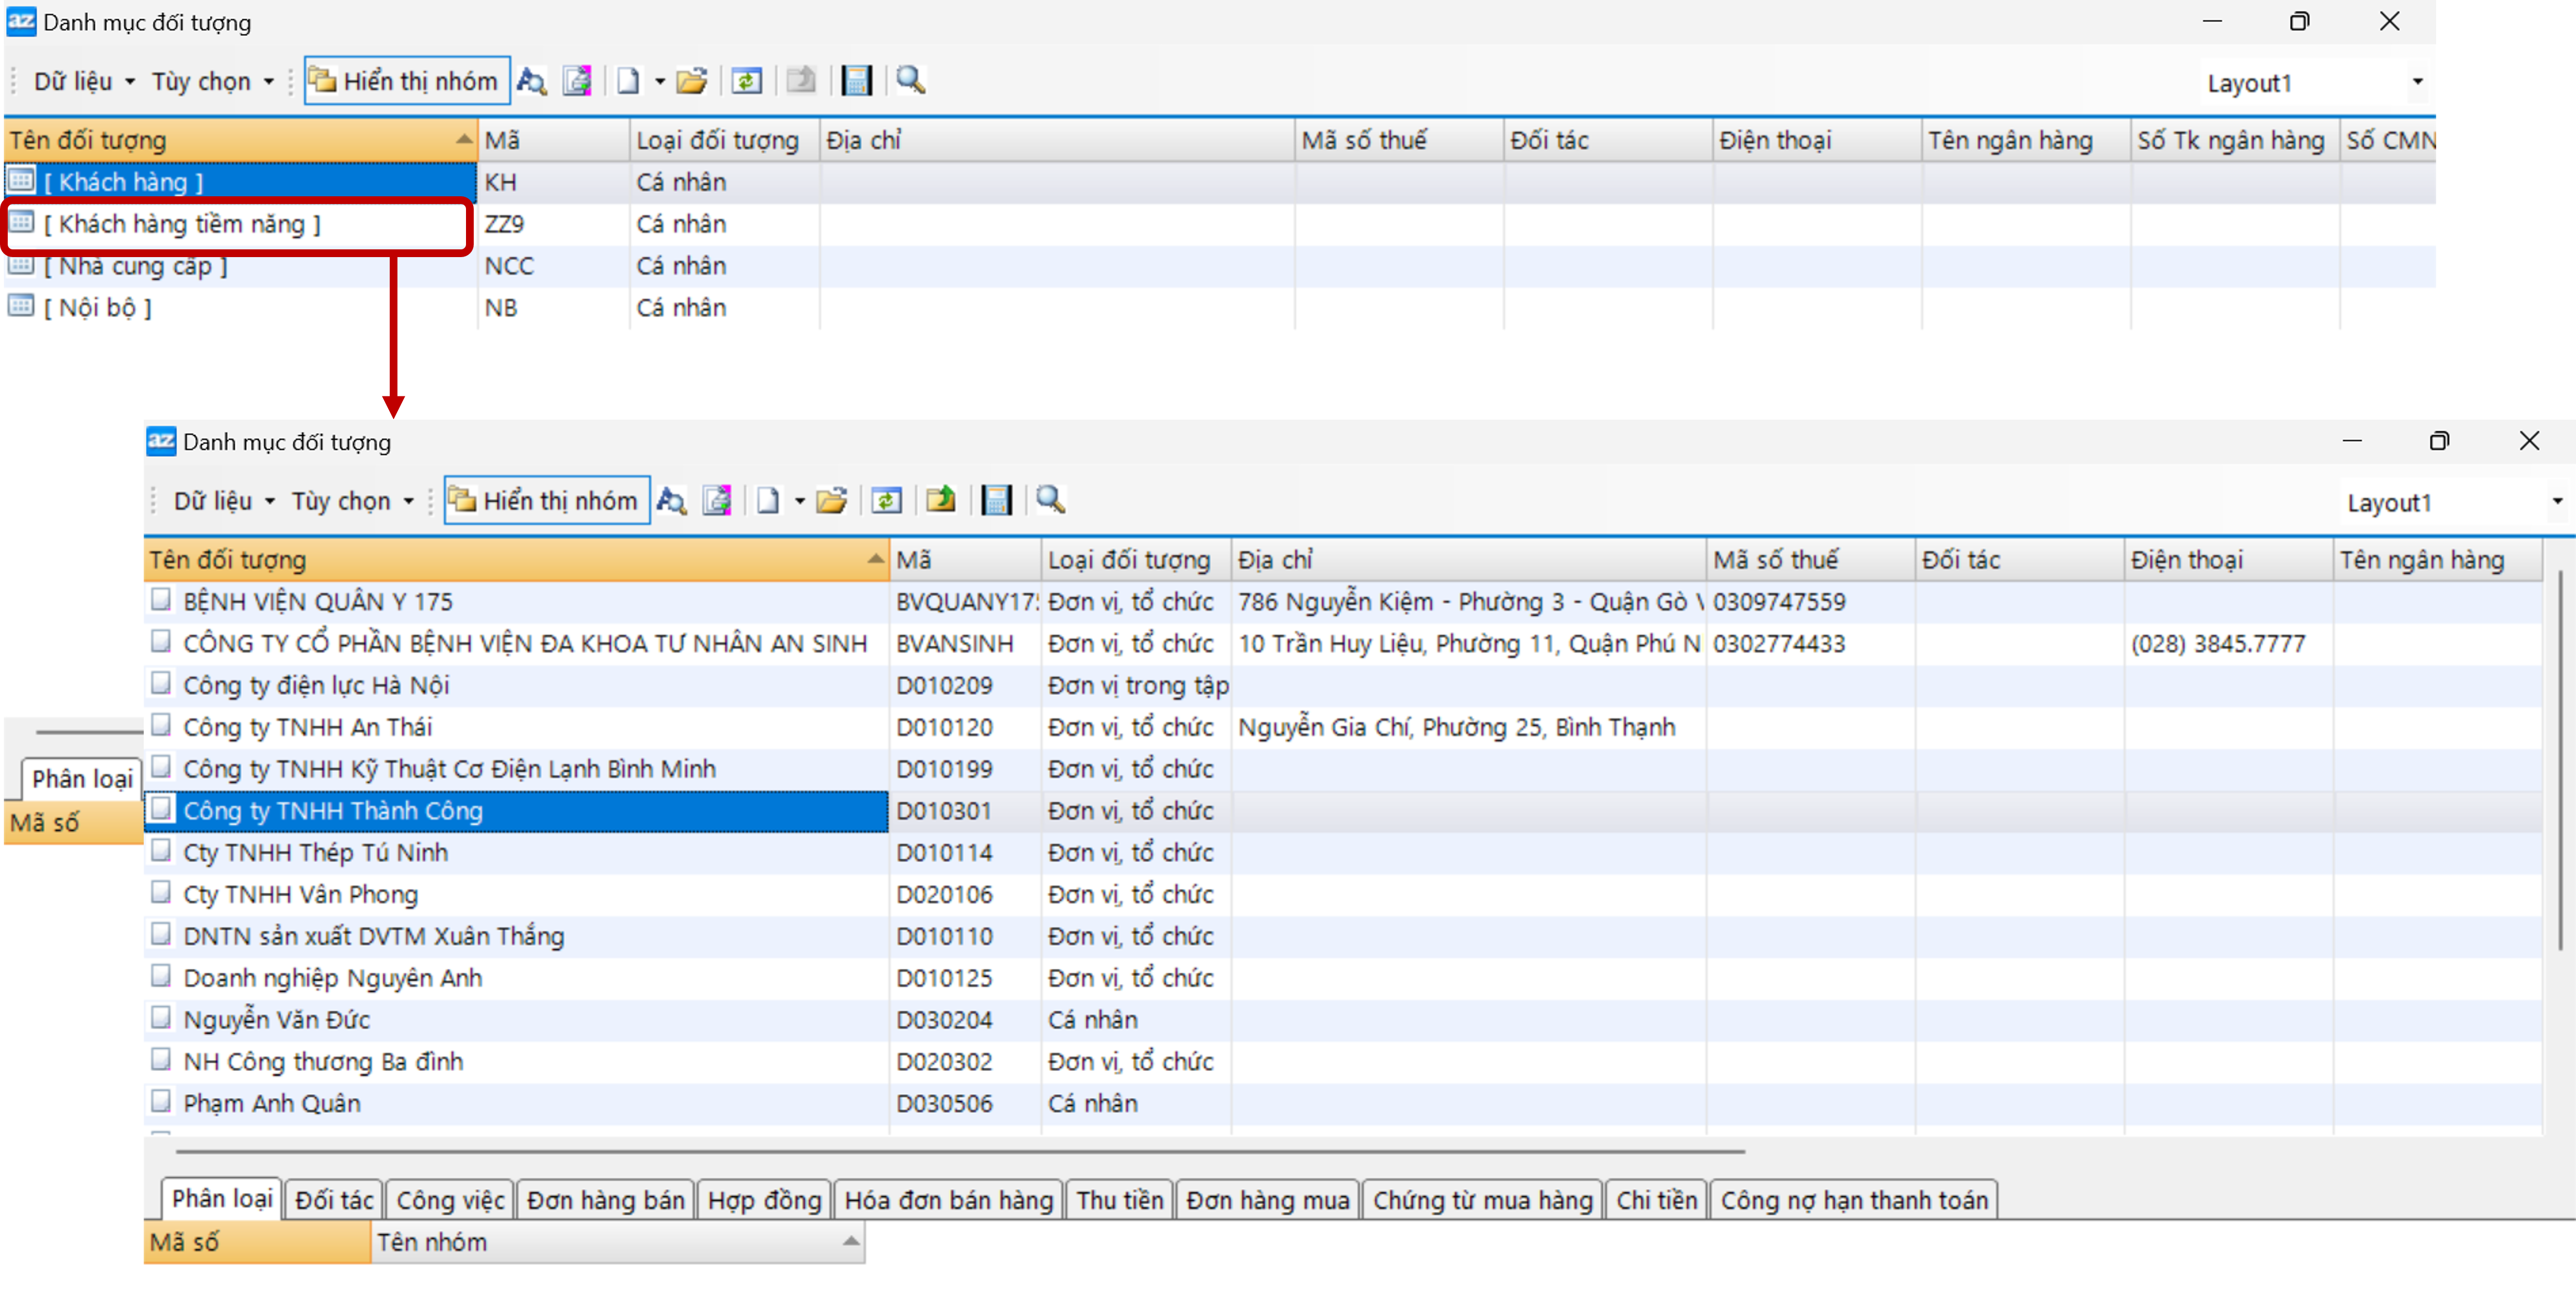 az Danh mục đối tượng
Dữ liệu Tùy chọn Hiển thị nhóm Layout1
Tên đối tượng Mã Loại đối tượng Địa chỉ Mã số thuế Đối tác Điện thoại Tên ngân hàng Số Tk ngân hàng Số CMN
[ Khách hàng ] KH Cá nhân
[ Khách hàng tiềm năng ] ZZ9 Cá nhân
[ Nhà cung cấp ] NCC Cá nhân
[ Nội bộ ] NB Cá nhân
Phân loại
Mã số
az Danh mục đối tượng
Dữ liệu Tùy chọn Hiển thị nhóm Layout1
Tên đối tượng Mã Loại đối tượng Địa chỉ Mã số thuế Đối tác Điện thoại Tên ngân hàng
BỆNH VIỆN QUÂN Y 175 BVQUANY17 Đơn vị, tổ chức 786 Nguyễn Kiệm - Phường 3 - Quận Gò 0309747559
CÔNG TY CỔ PHẦN BỆNH VIỆN ĐA KHOA TƯ NHÂN AN SINH BVANSINH Đơn vị, tổ chức 10 Trần Huy Liệu, Phường 11, Quận Phú N 0302774433 (028) 3845.7777
Công ty điện lực Hà Nội D010209 Đơn vị trong tập
Công ty TNHH An Thái D010120 Đơn vị, tổ chức Nguyễn Gia Chí, Phường 25, Bình Thạnh
Công ty TNHH Kỹ Thuật Cơ Điện Lạnh Bình Minh D010199 Đơn vị, tổ chức
Công ty TNHH Thành Công D010301 Đơn vị, tổ chức
Cty TNHH Thép Tú Ninh D010114 Đơn vị, tổ chức
Cty TNHH Vân Phong D020106 Đơn vị, tổ chức
DNTN sản xuất DVTM Xuân Thắng D010110 Đơn vị, tổ chức
Doanh nghiệp Nguyên Anh D010125 Đơn vị, tổ chức
Nguyễn Văn Đức D030204 Cá nhân
NH Công thương Ba đình D020302 Đơn vị, tổ chức
Phạm Anh Quân D030506 Cá nhân
Phân loại Đối tác Công việc Đơn hàng bán Hợp đồng Hóa đơn bán hàng Thu tiền Đơn hàng mua Chứng từ mua hàng Chi tiền Công nợ hạn thanh toán
Mã số Tên nhóm